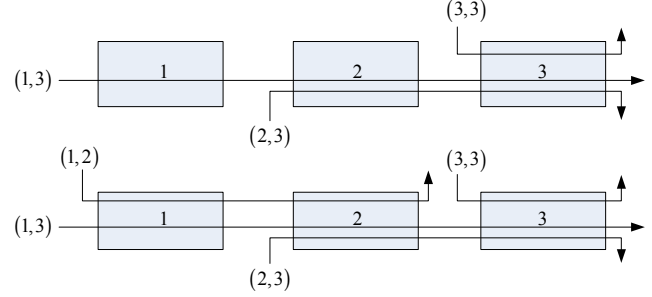 (3,3)
(1,3) 1 2 3
(2,3)
(1,2) (3,3)
(1,3) 1 2 3
(2,3)